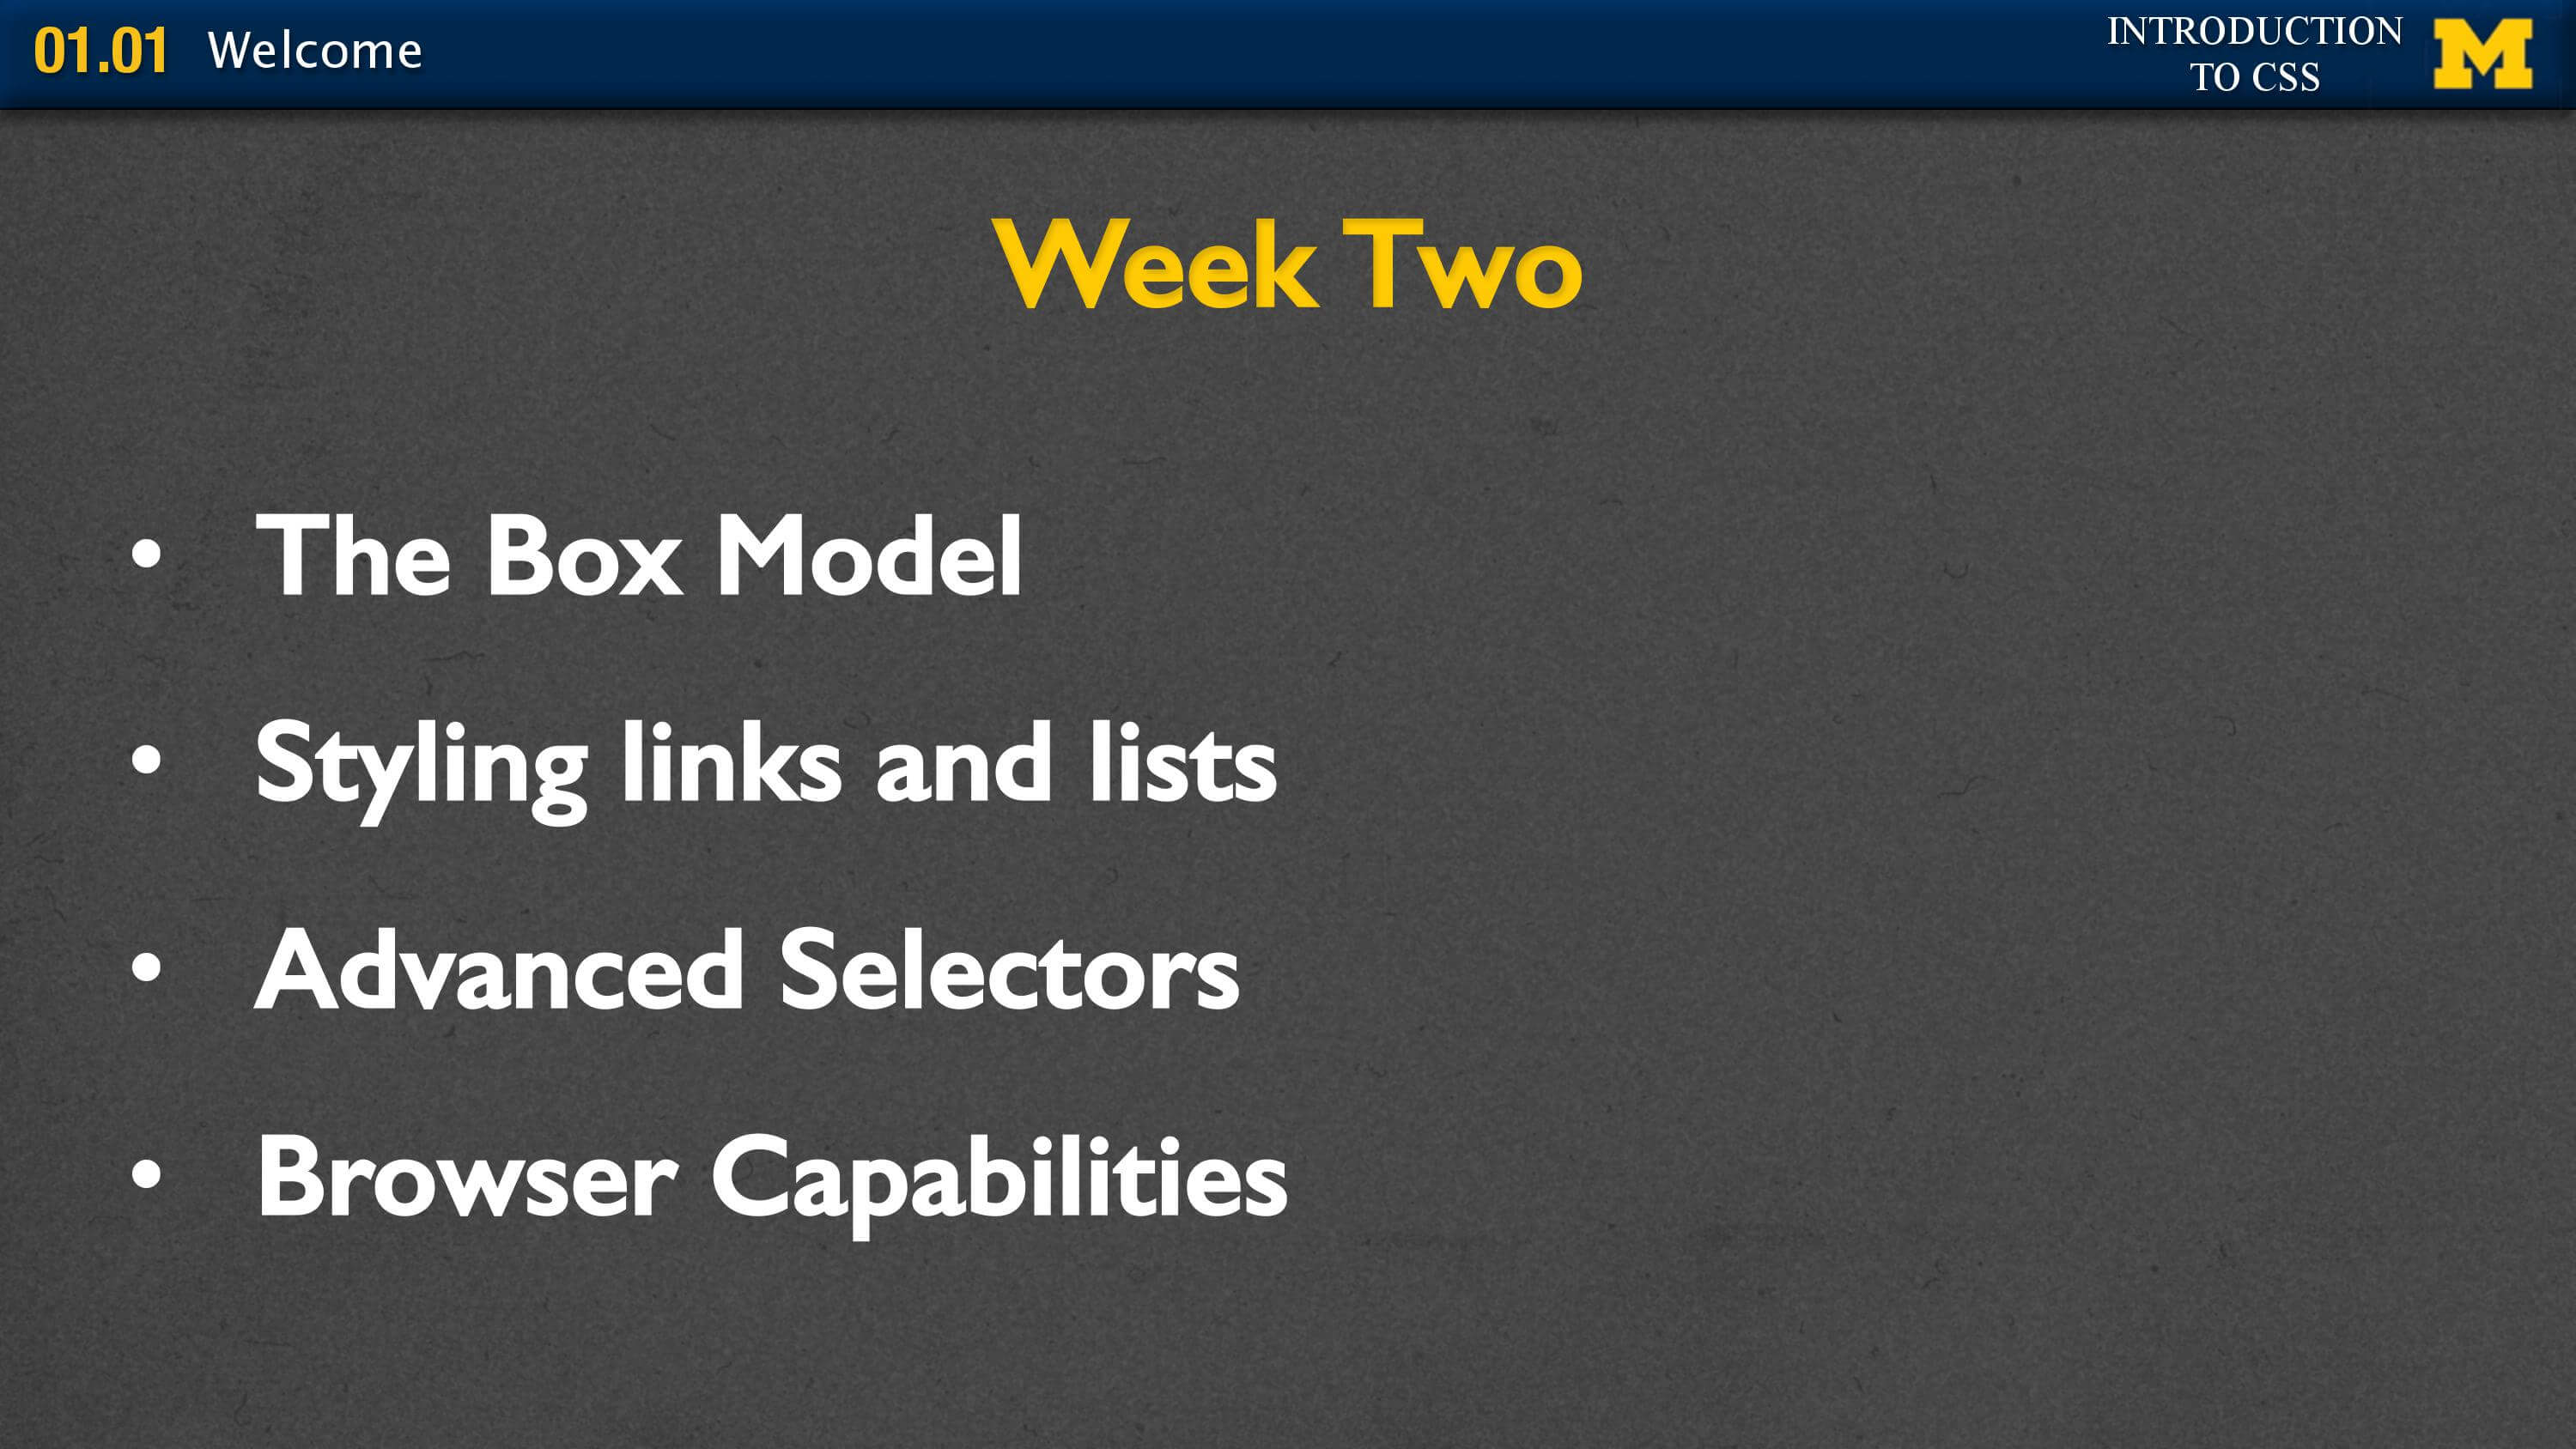 01.01 Welcome
INTRODUCTION
TO CSS
M
Week Two
• The Box Model
• Styling links and lists
• Advanced Selectors
• Browser Capabilities